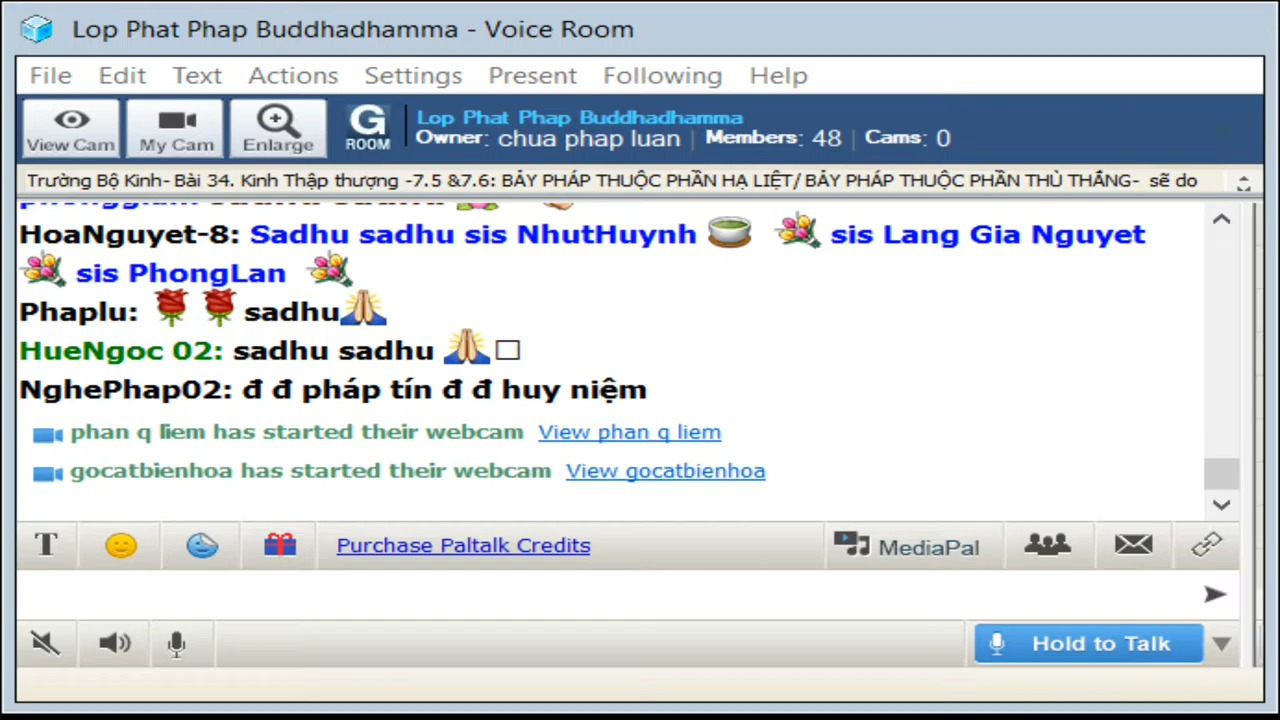 Lop Phat Phap Buddhadhamma - Voice Room
File Edit Text Actions Settings Present Following Help
View Cam My Cam Enlarge G ROOM
Lop Phat Phap Buddhadhamma
Owner: chua phap luan | Members: 48 | Cams: 0
Trường Bộ Kinh- Bài 34. Kinh Thập thượng -7.5 &7.6: BẢY PHÁP THUỘC PHẦN HẠ LIỆT/ BẢY PHÁP THUỘC PHẦN THÙ THẮNG- sẽ do
HoaNguyet-8: Sadhu sadhu sis NhutHuynh sis Lang Gia Nguyet
sis PhongLan
Phaplu: sadhu
HueNgoc 02: sadhu sadhu
NghePhap02: đ đ pháp tín đ đ huy niệm
phan q liem has started their webcam View phan q liem
gocatbienhoa has started their webcam View gocatbienhoa
T Purchase Paltalk Credits MediaPal
Hold to Talk